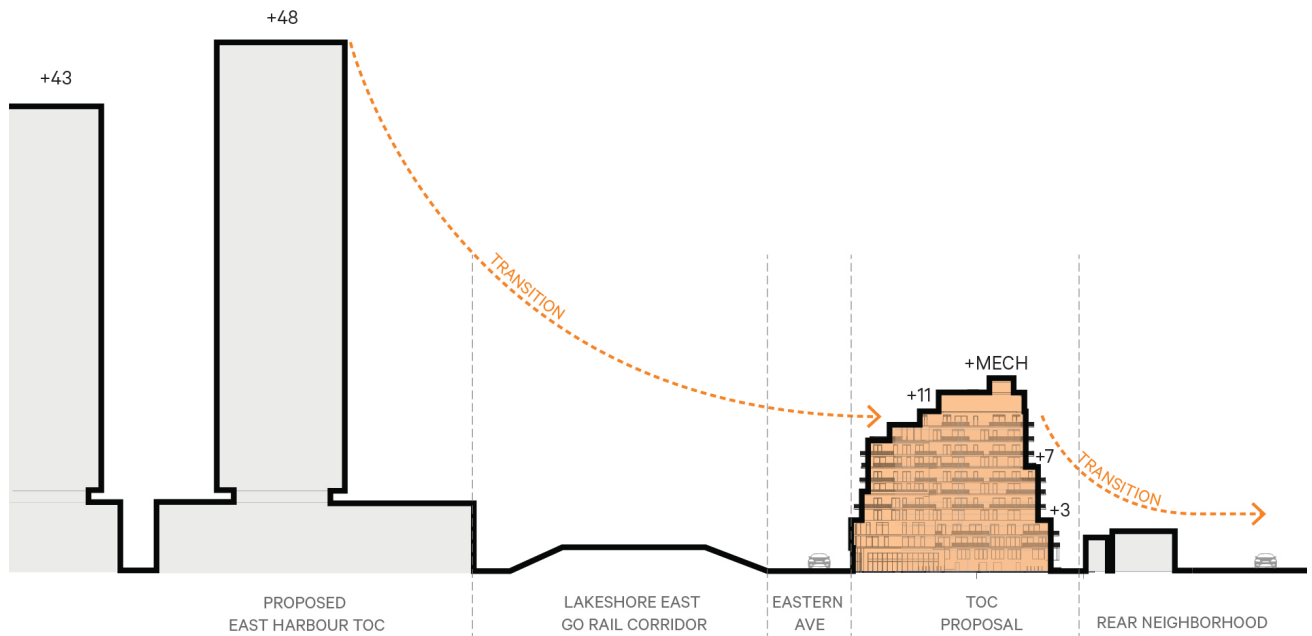 +48
+43
TRANSITION
+MECH
+11
+7
TRANSITION
+3
PROPOSED
EAST HARBOUR TOC
LAKESHORE EAST
GO RAIL CORRIDOR
EASTERN
AVE
TOC
PROPOSAL
REAR NEIGHBORHOOD